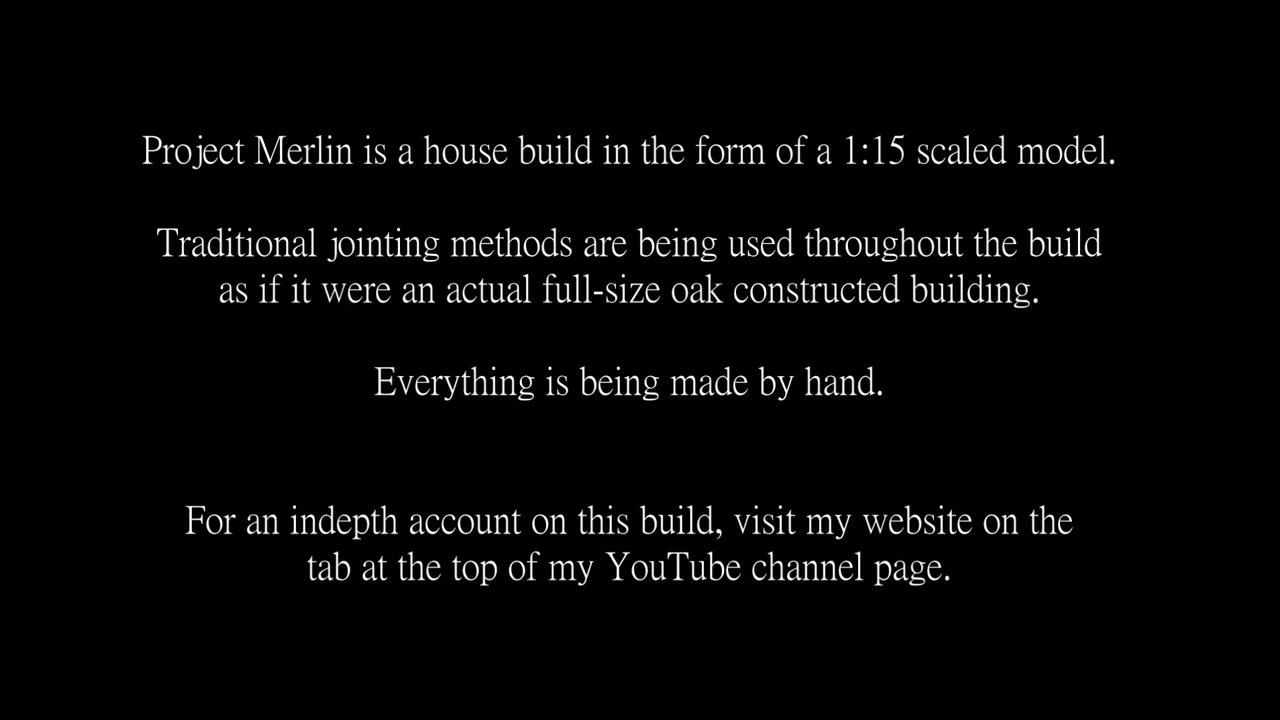 Project Merlin is a house build in the form of a 1:15 scaled model.
Traditional jointing methods are being used throughout the build
as if it were an actual full-size oak constructed building.
Everything is being made by hand.
For an indepth account on this build, visit my website on the
tab at the top of my YouTube channel page.